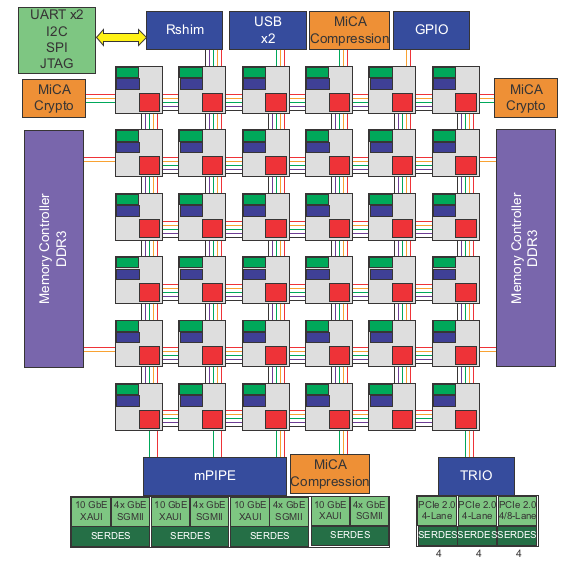 UART x2
I2C
SPI
JTAG
Rshim
USB
x2
MiCA
Compression
GPIO
MiCA
Crypto
MiCA
Crypto
Memory Controller
DDR3
Memory Controller
DDR3
mPIPE
MiCA
Compression
TRIO
10 GbE
XAUI
4x GbE
SGMII
10 GbE
XAUI
4x GbE
SGMII
10 GbE
XAUI
4x GbE
SGMII
10 GbE
XAUI
4x GbE
SGMII
PCIe 2.0
4-Lane
PCIe 2.0
4-Lane
PCIe 2.0
4/8-Lane
SERDES
SERDES
SERDES
SERDES
SERDES
SERDES
SERDES
4
4
4